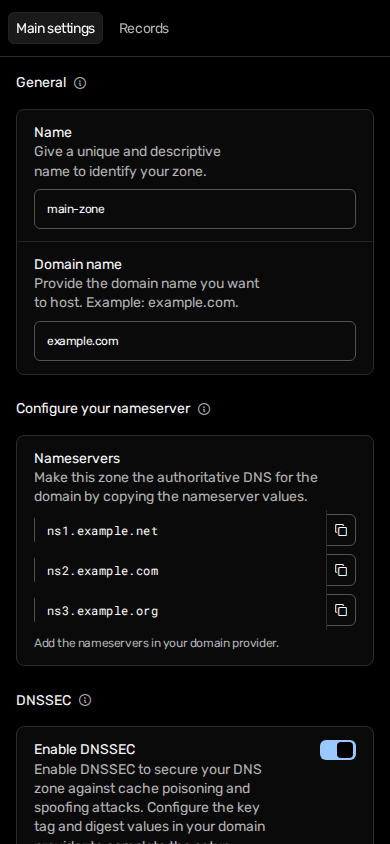 Main settings
Records
General
Name
Give a unique and descriptive
name to identify your zone.
main-zone
Domain name
Provide the domain name you want
to host. Example: example.com.
example.com
Configure your nameserver
Nameservers
Make this zone the authoritative DNS for the
domain by copying the nameserver values.
ns1.example.net
ns2.example.com
ns3.example.org
Add the nameservers in your domain provider.
DNSSEC
Enable DNSSEC
Enable DNSSEC to secure your DNS
zone against cache poisoning and
spoofing attacks. Configure the key
tag and digest values in your domain